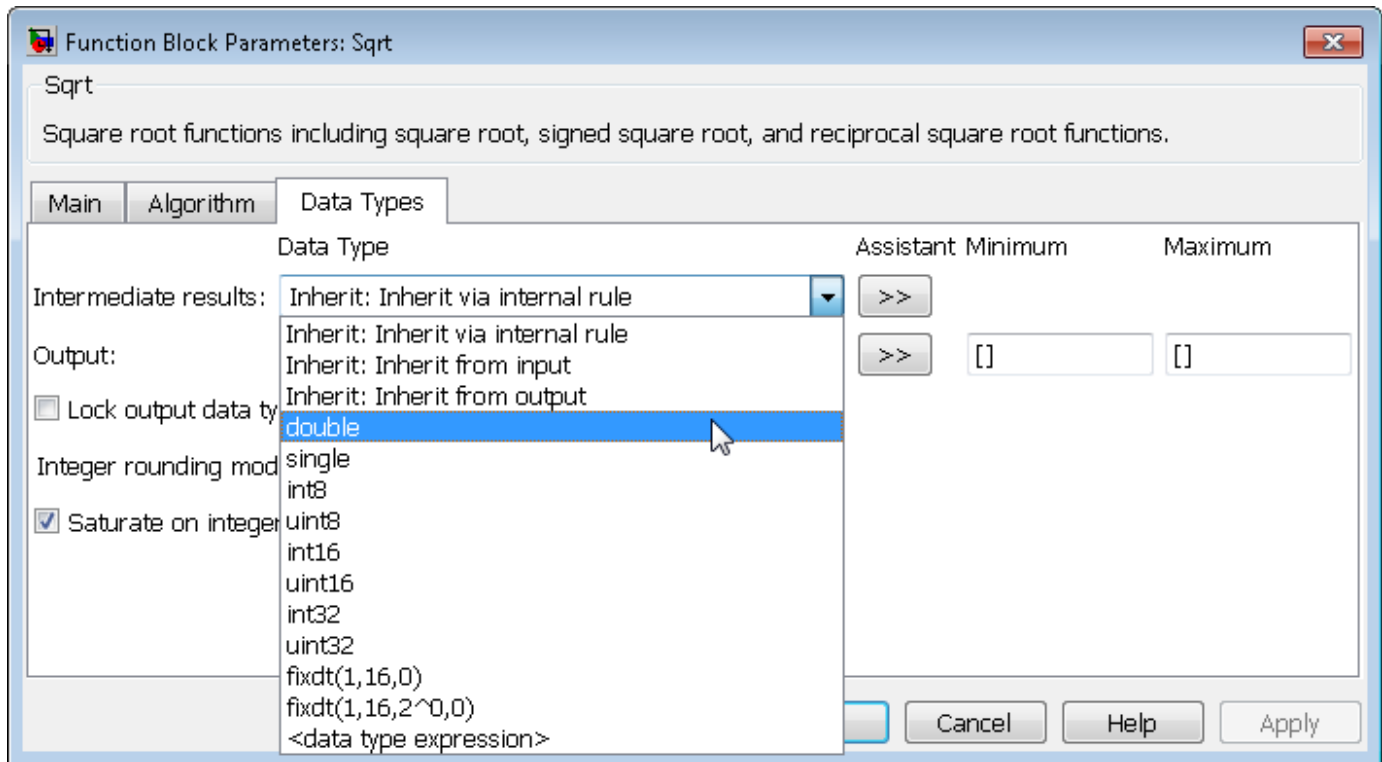 Function Block Parameters: Sqrt
Sqrt
Square root functions including square root, signed square root, and reciprocal square root functions.
Main Algorithm Data Types
Data Type Assistant Minimum Maximum
Intermediate results: Inherit: Inherit via internal rule >>
Inherit: Inherit via internal rule
Output: >> [] []
Inherit: Inherit from input
Inherit: Inherit from output
Lock output data ty
double
Integer rounding mod
single
int8
Saturate on integer
uint8
int16
uint16
int32
uint32
fixdt(1,16,0)
fixdt(1,16,2^0,0)
<data type expression>
Cancel Help Apply